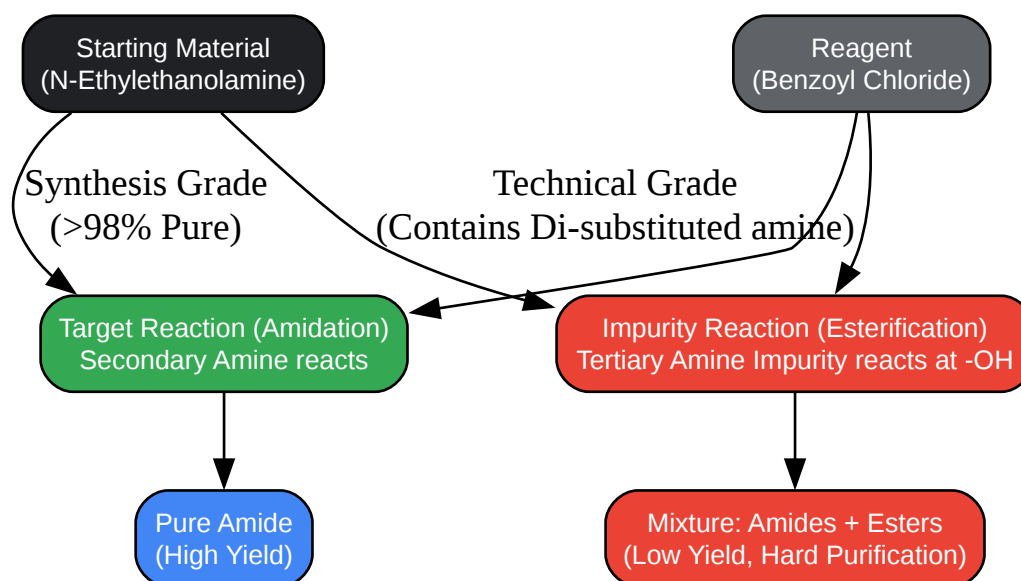 Starting Material
(N-Ethylethanolamine)
Reagent
(Benzoyl Chloride)
Synthesis Grade
(>98% Pure)
Technical Grade
(Contains Di-substituted amine)
Target Reaction (Amidation)
Secondary Amine reacts
Impurity Reaction (Esterification)
Tertiary Amine Impurity reacts at -OH
Pure Amide
(High Yield)
Mixture: Amides + Esters
(Low Yield, Hard Purification)